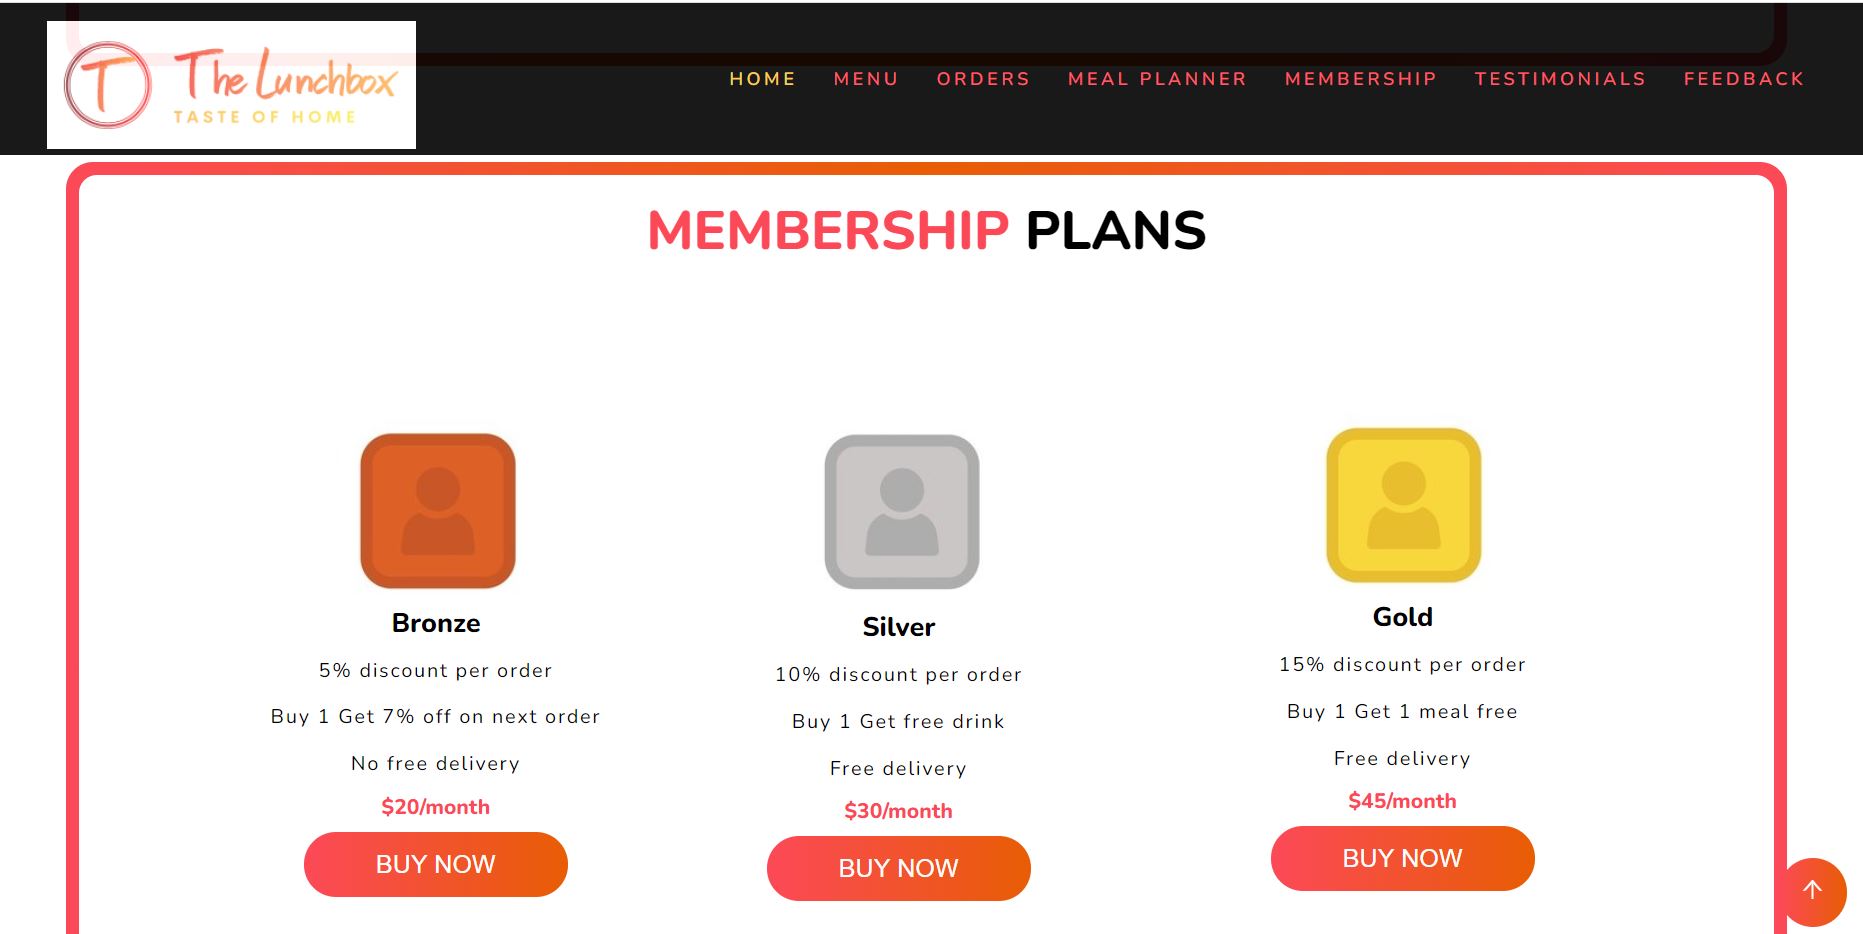 T
The Lunchbox
TASTE OF HOME
HOME MENU ORDERS MEAL PLANNER MEMBERSHIP TESTIMONIALS FEEDBACK
MEMBERSHIP PLANS
Bronze
5% discount per order
Buy 1 Get 7% off on next order
No free delivery
$20/month
BUY NOW
Silver
10% discount per order
Buy 1 Get free drink
Free delivery
$30/month
BUY NOW
Gold
15% discount per order
Buy 1 Get 1 meal free
Free delivery
$45/month
BUY NOW